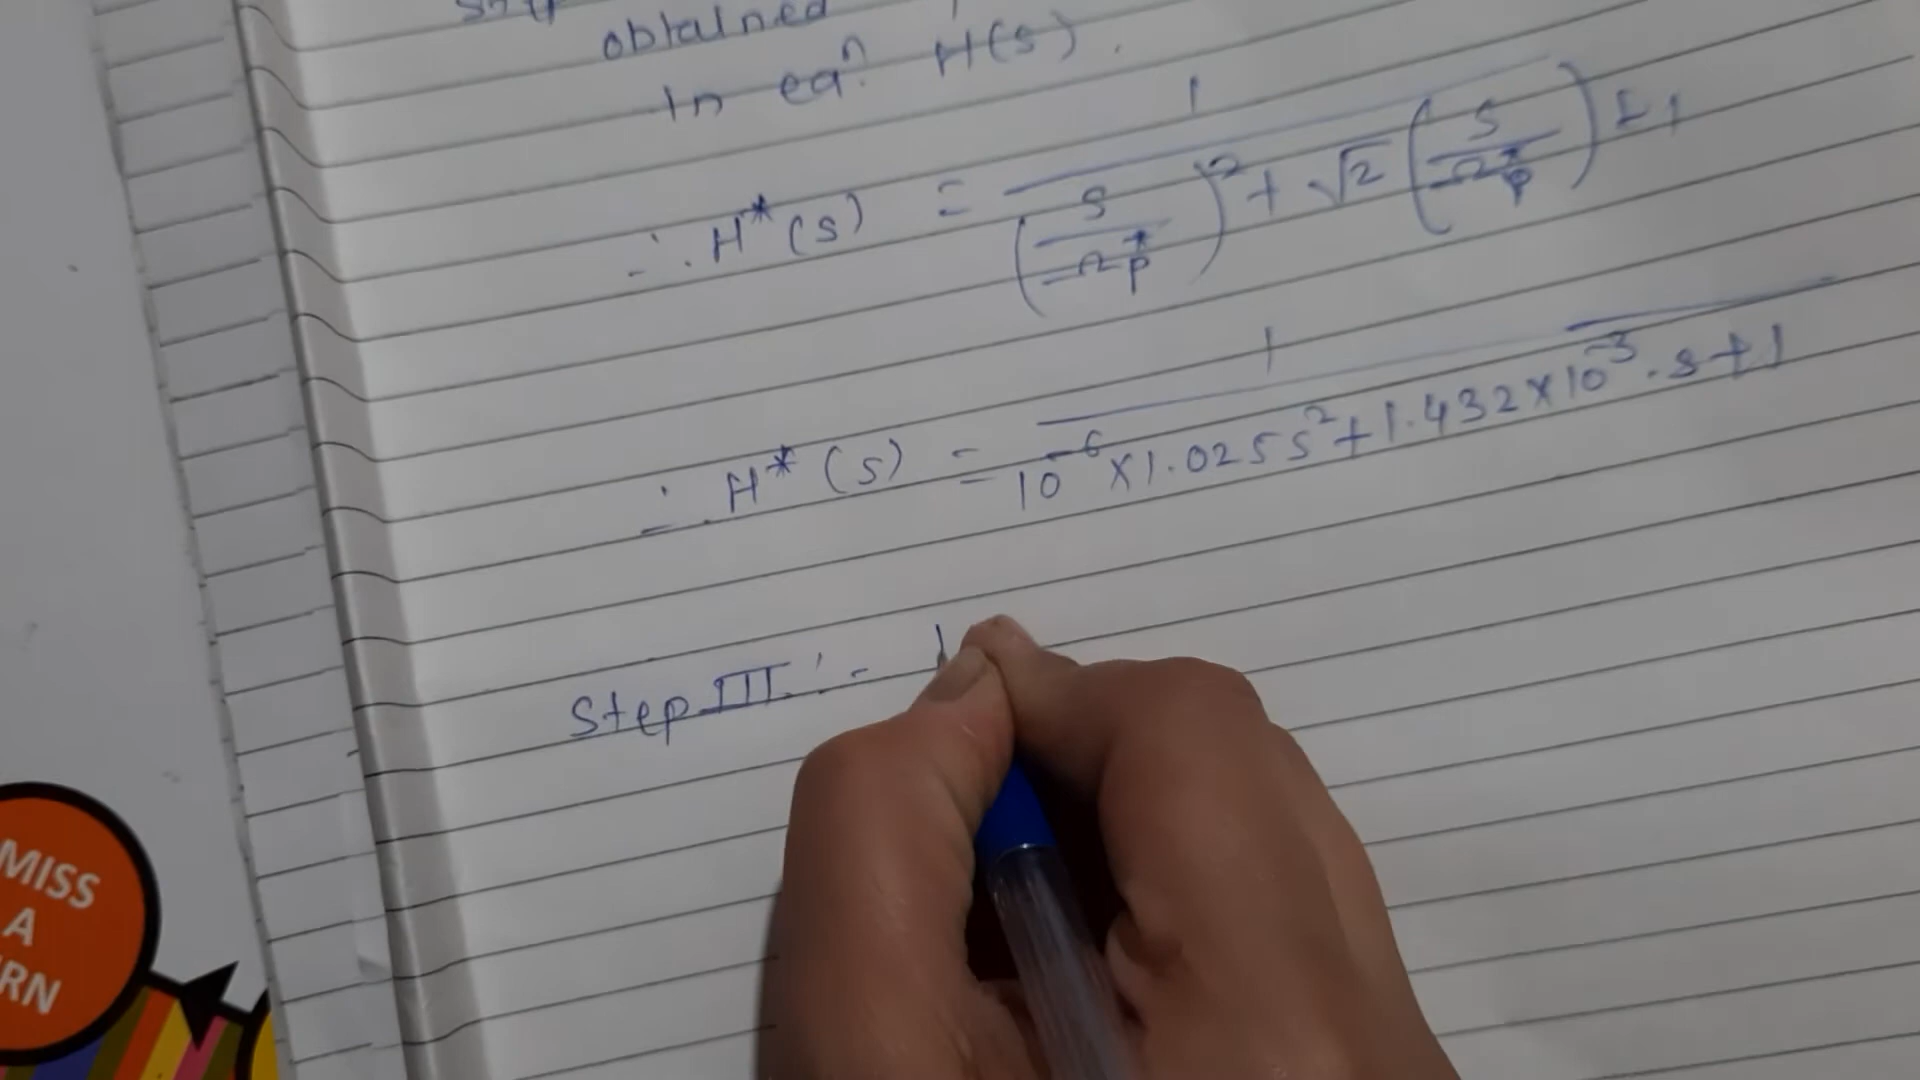 obtained
in eqn. H(s).
∴ H*(s) = 1 / (s/Ωp*)² + √2 (s/Ωp*) + 1
∴ H*(s) = 1 / 10⁻⁶ × 1.025 s² + 1.432 × 10⁻³ . s + 1
Step III :-
MISS
A